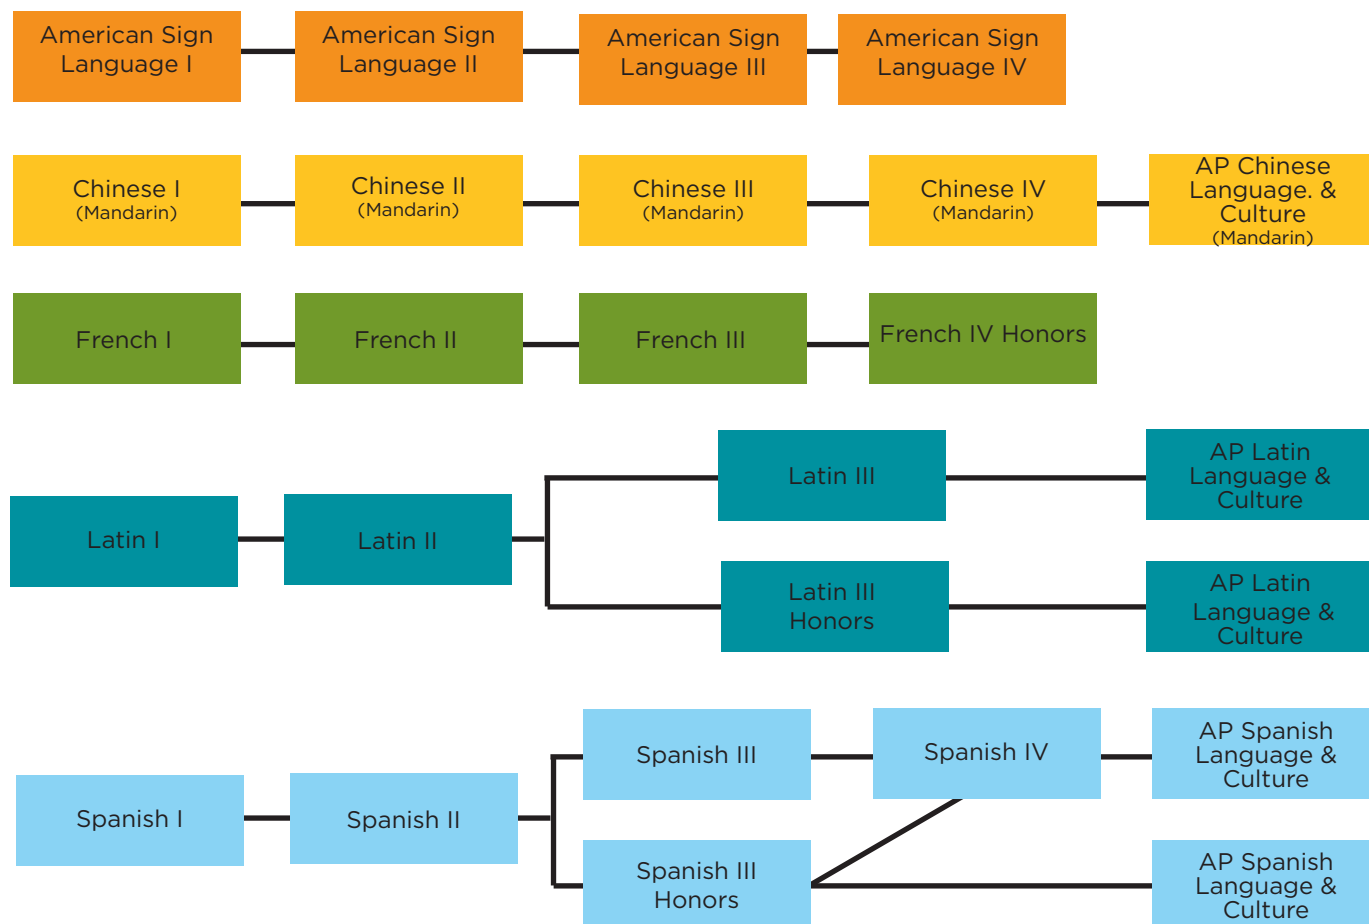 American Sign
Language I
American Sign
Language II
American Sign
Language III
American Sign
Language IV
Chinese I
(Mandarin)
Chinese II
(Mandarin)
Chinese III
(Mandarin)
Chinese IV
(Mandarin)
AP Chinese
Language. &
Culture
(Mandarin)
French I
French II
French III
French IV Honors
Latin I
Latin II
Latin III
AP Latin
Language &
Culture
Latin III
Honors
AP Latin
Language &
Culture
Spanish I
Spanish II
Spanish III
Spanish IV
AP Spanish
Language &
Culture
Spanish III
Honors
AP Spanish
Language &
Culture